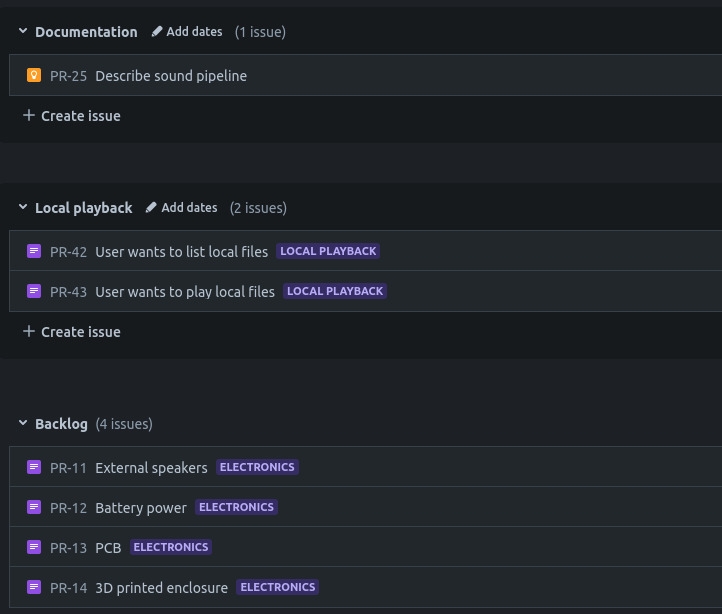 Documentation Add dates (1 issue)
PR-25 Describe sound pipeline
+ Create issue
Local playback Add dates (2 issues)
PR-42 User wants to list local files LOCAL PLAYBACK
PR-43 User wants to play local files LOCAL PLAYBACK
+ Create issue
Backlog (4 issues)
PR-11 External speakers ELECTRONICS
PR-12 Battery power ELECTRONICS
PR-13 PCB ELECTRONICS
PR-14 3D printed enclosure ELECTRONICS